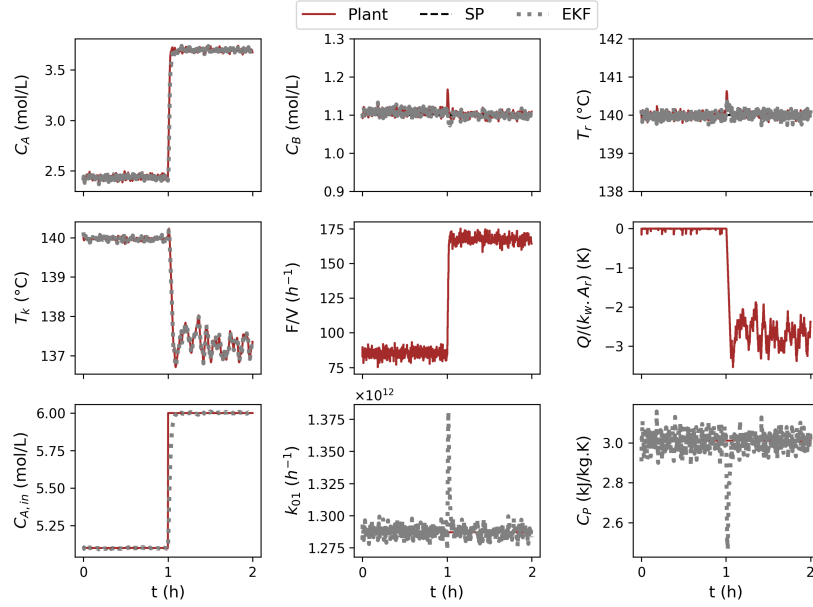 Plant SP EKF
C_A (mol/L)
3.5
3.0
2.5
C_B (mol/L)
1.3
1.2
1.1
1.0
0.9
T_r (°C)
142
141
140
139
138
T_k (°C)
140
139
138
137
F/V (h⁻¹)
175
150
125
100
75
Q/(k_w.A_r) (K)
0
−1
−2
−3
C_{A,in} (mol/L)
6.00
5.75
5.50
5.25
0 1 2
t (h)
k_{01} (h⁻¹)
×10¹²
1.375
1.350
1.325
1.300
1.275
0 1 2
t (h)
C_P (kJ/kg.K)
3.0
2.8
2.6
0 1 2
t (h)